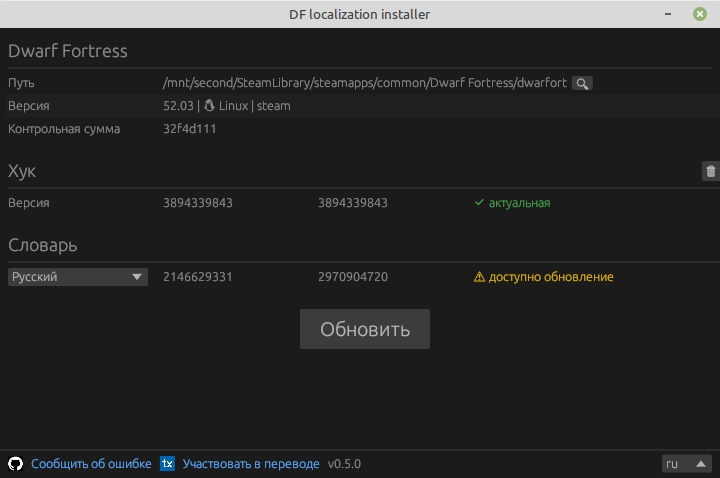 DF localization installer
Dwarf Fortress
Путь /mnt/second/SteamLibrary/steamapps/common/Dwarf Fortress/dwarfort
Версия 52.03 | Linux | steam
Контрольная сумма 32f4d111
Хук
Версия 3894339843 3894339843 ✓ актуальная
Словарь
Русский 2146629331 2970904720 ⚠ доступно обновление
Обновить
Сообщить об ошибке tx Участвовать в переводе v0.5.0 ru